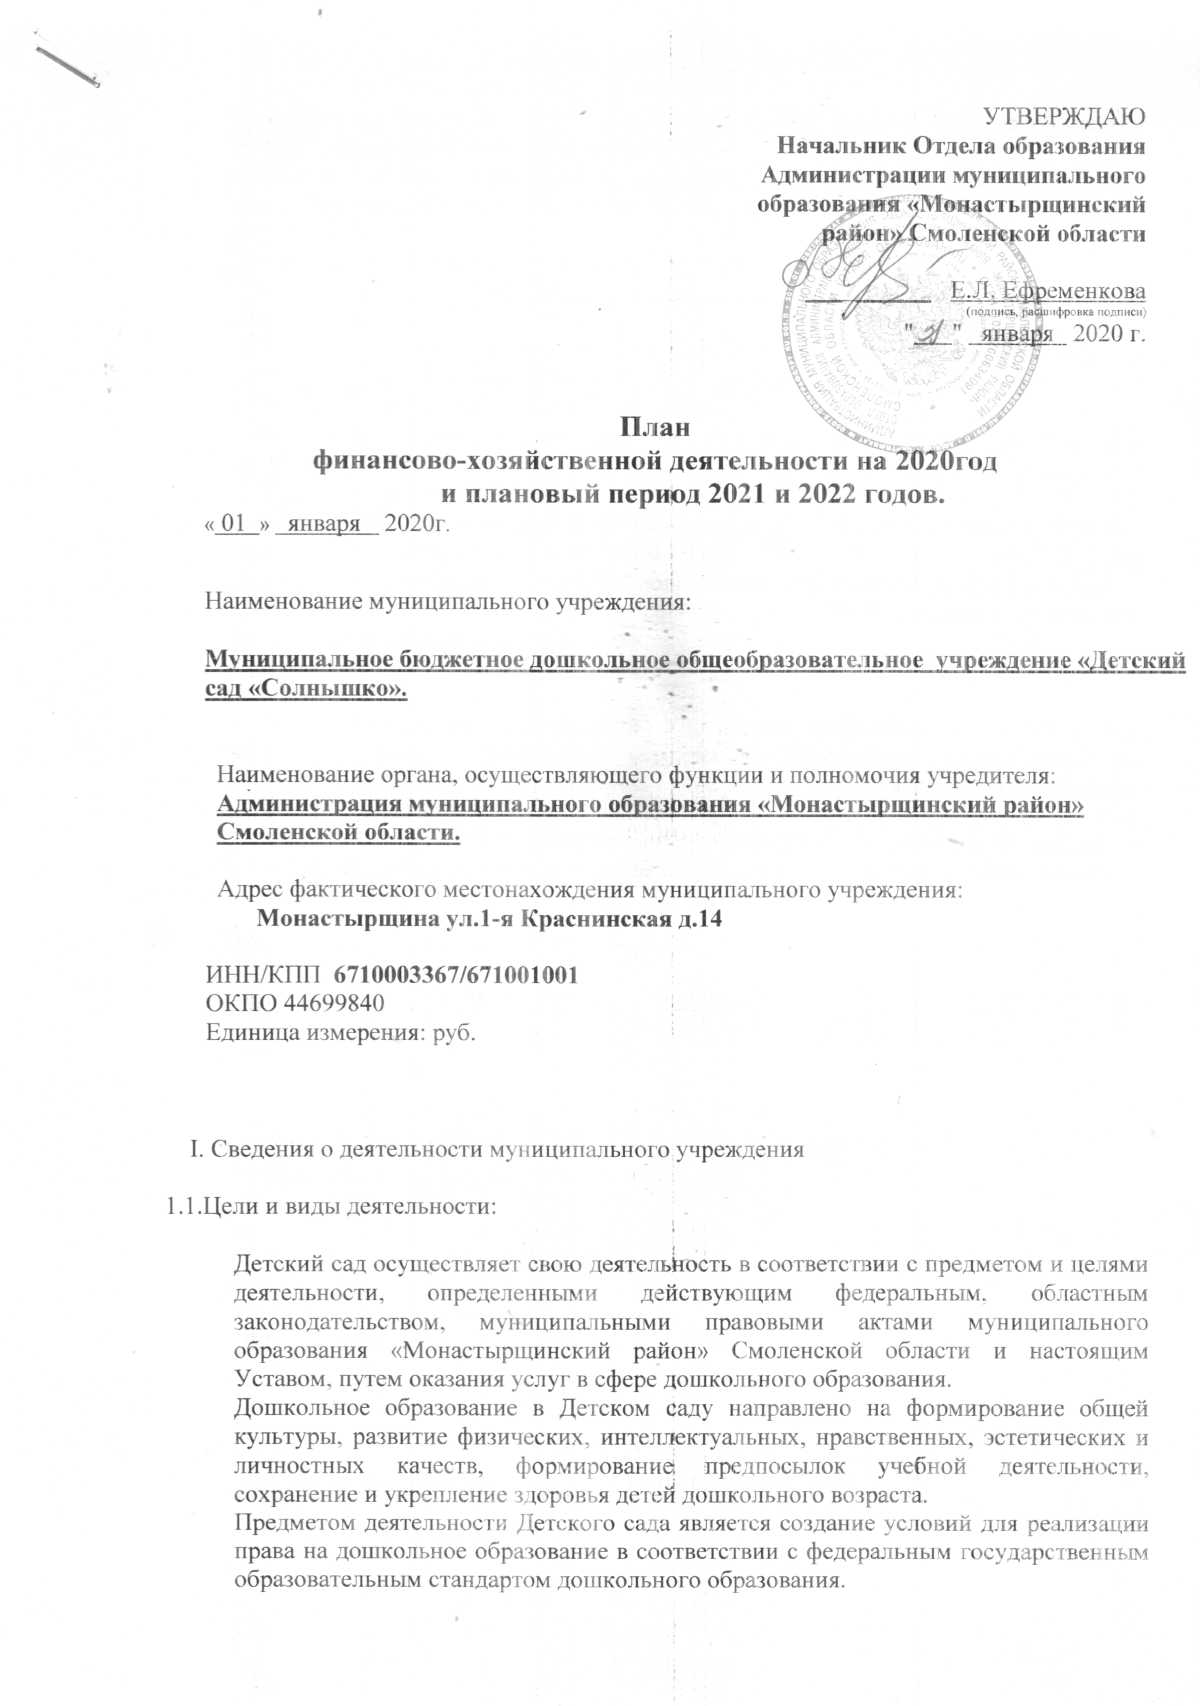 УТВЕРЖДАЮ
Начальник Отдела образования
Администрации муниципального
образования «Монастырщинский
район» Смоленской области
__________ Е.Л. Ефременкова
(подпись, расшифровка подписи)
"31" января 2020 г.
План
финансово-хозяйственной деятельности на 2020год
и плановый период 2021 и 2022 годов.
« 01 » января 2020г.
Наименование муниципального учреждения:
Муниципальное бюджетное дошкольное общеобразовательное учреждение «Детский
сад «Солнышко».
Наименование органа, осуществляющего функции и полномочия учредителя:
Администрация муниципального образования «Монастырщинский район»
Смоленской области.
Адрес фактического местонахождения муниципального учреждения:
Монастырщина ул.1-я Краснинская д.14
ИНН/КПП 6710003367/671001001
ОКПО 44699840
Единица измерения: руб.
I. Сведения о деятельности муниципального учреждения
1.1.Цели и виды деятельности:
Детский сад осуществляет свою деятельность в соответствии с предметом и целями
деятельности, определенными действующим федеральным, областным
законодательством, муниципальными правовыми актами муниципального
образования «Монастырщинский район» Смоленской области и настоящим
Уставом, путем оказания услуг в сфере дошкольного образования.
Дошкольное образование в Детском саду направлено на формирование общей
культуры, развитие физических, интеллектуальных, нравственных, эстетических и
личностных качеств, формирование предпосылок учебной деятельности,
сохранение и укрепление здоровья детей дошкольного возраста.
Предметом деятельности Детского сада является создание условий для реализации
права на дошкольное образование в соответствии с федеральным государственным
образовательным стандартом дошкольного образования.